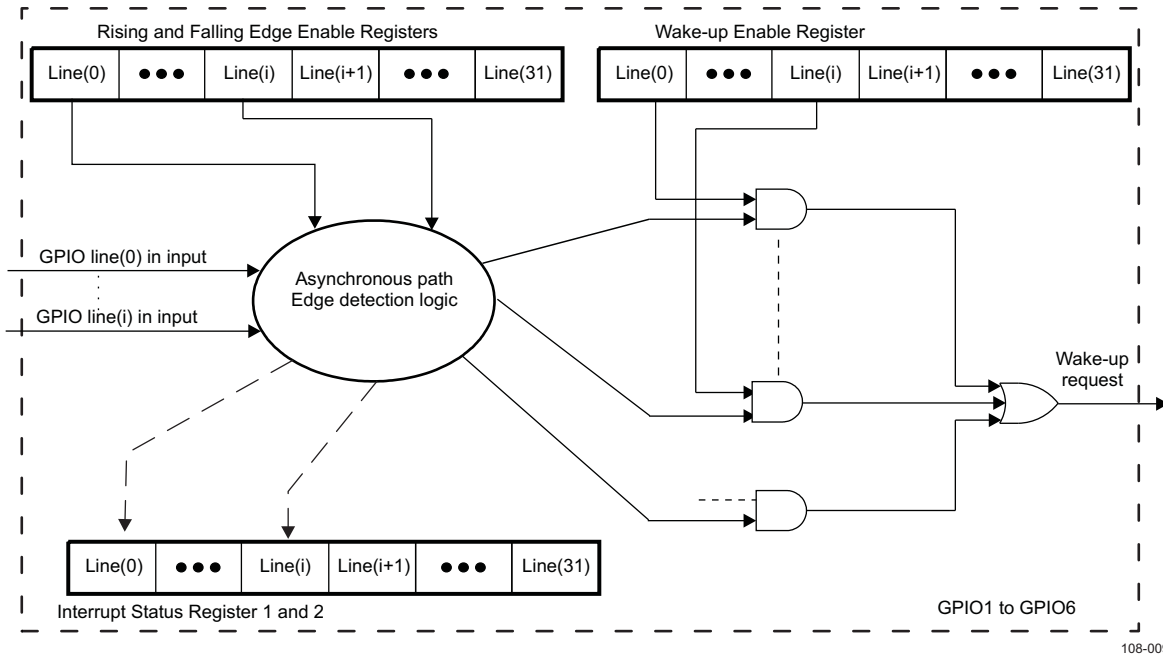 Rising and Falling Edge Enable Registers
Wake-up Enable Register
Line(0) ●●● Line(i) Line(i+1) ●●● Line(31)
Line(0) ●●● Line(i) Line(i+1) ●●● Line(31)
GPIO line(0) in input
GPIO line(i) in input
Asynchronous path
Edge detection logic
Wake-up
request
Line(0) ●●● Line(i) Line(i+1) ●●● Line(31)
Interrupt Status Register 1 and 2
GPIO1 to GPIO6
108-009